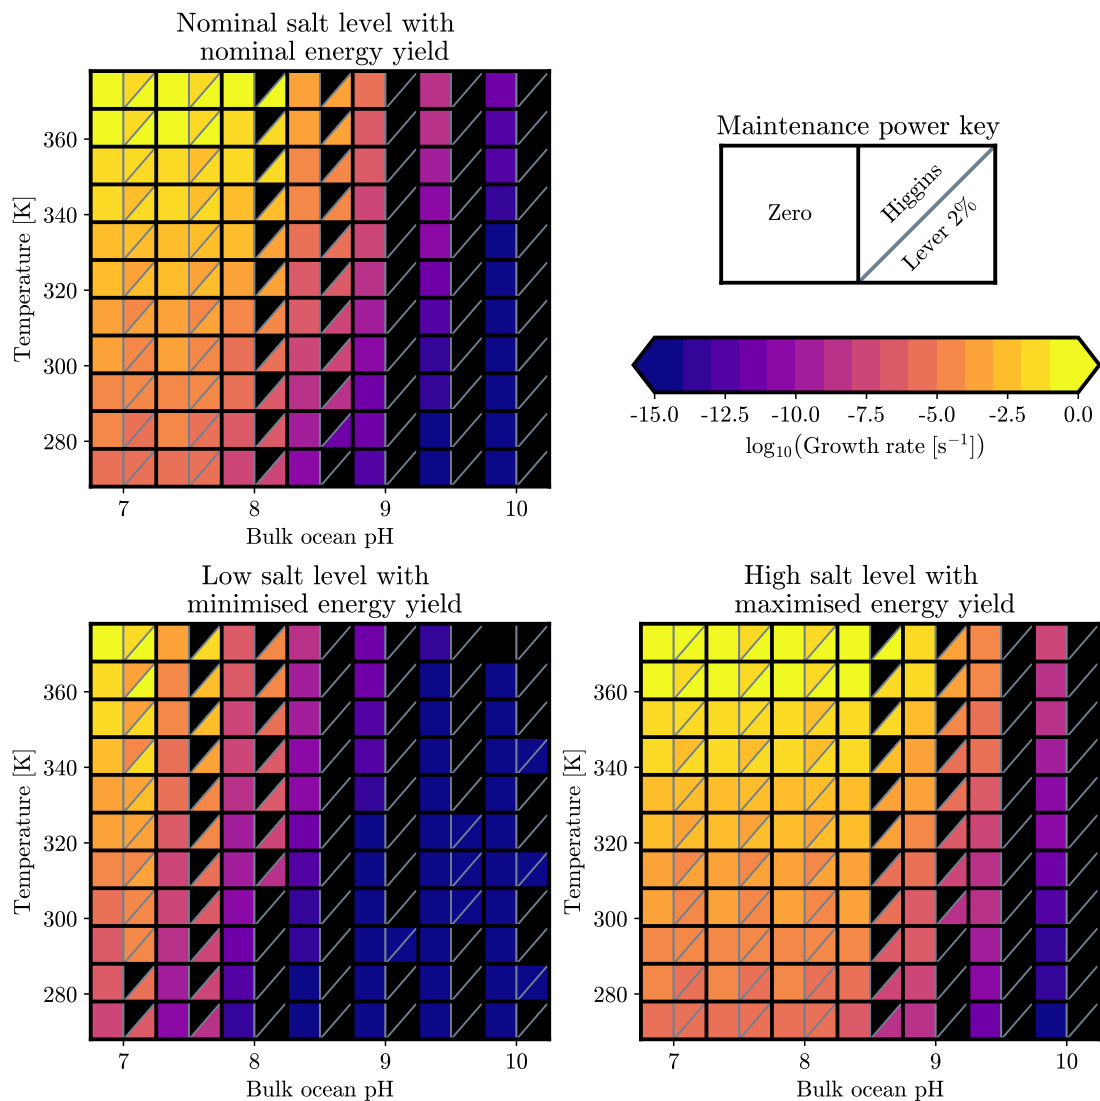 Nominal salt level with
nominal energy yield
Temperature [K]
360
340
320
300
280
7 8 9 10
Bulk ocean pH
Maintenance power key
Zero
Higgins
Lever 2%
-15.0 -12.5 -10.0 -7.5 -5.0 -2.5 0.0
log₁₀(Growth rate [s⁻¹])
Low salt level with
minimised energy yield
Temperature [K]
360
340
320
300
280
7 8 9 10
Bulk ocean pH
High salt level with
maximised energy yield
Temperature [K]
360
340
320
300
280
7 8 9 10
Bulk ocean pH